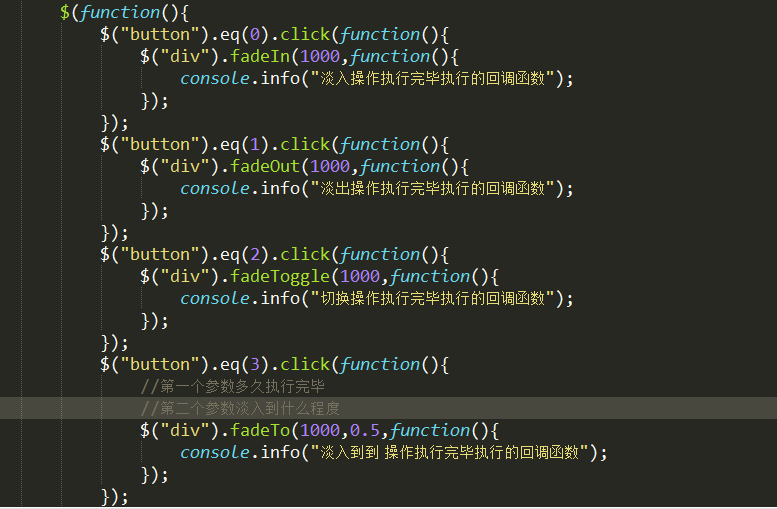 $(function(){
$("button").eq(0).click(function(){
$("div").fadeIn(1000,function(){
console.info("淡入操作执行完毕执行的回调函数");
});
});
$("button").eq(1).click(function(){
$("div").fadeOut(1000,function(){
console.info("淡出操作执行完毕执行的回调函数");
});
});
$("button").eq(2).click(function(){
$("div").fadeToggle(1000,function(){
console.info("切换操作执行完毕执行的回调函数");
});
});
$("button").eq(3).click(function(){
//第一个参数多久执行完毕
//第二个参数淡入到什么程度
$("div").fadeTo(1000,0.5,function(){
console.info("淡入到到 操作执行完毕执行的回调函数");
});
});